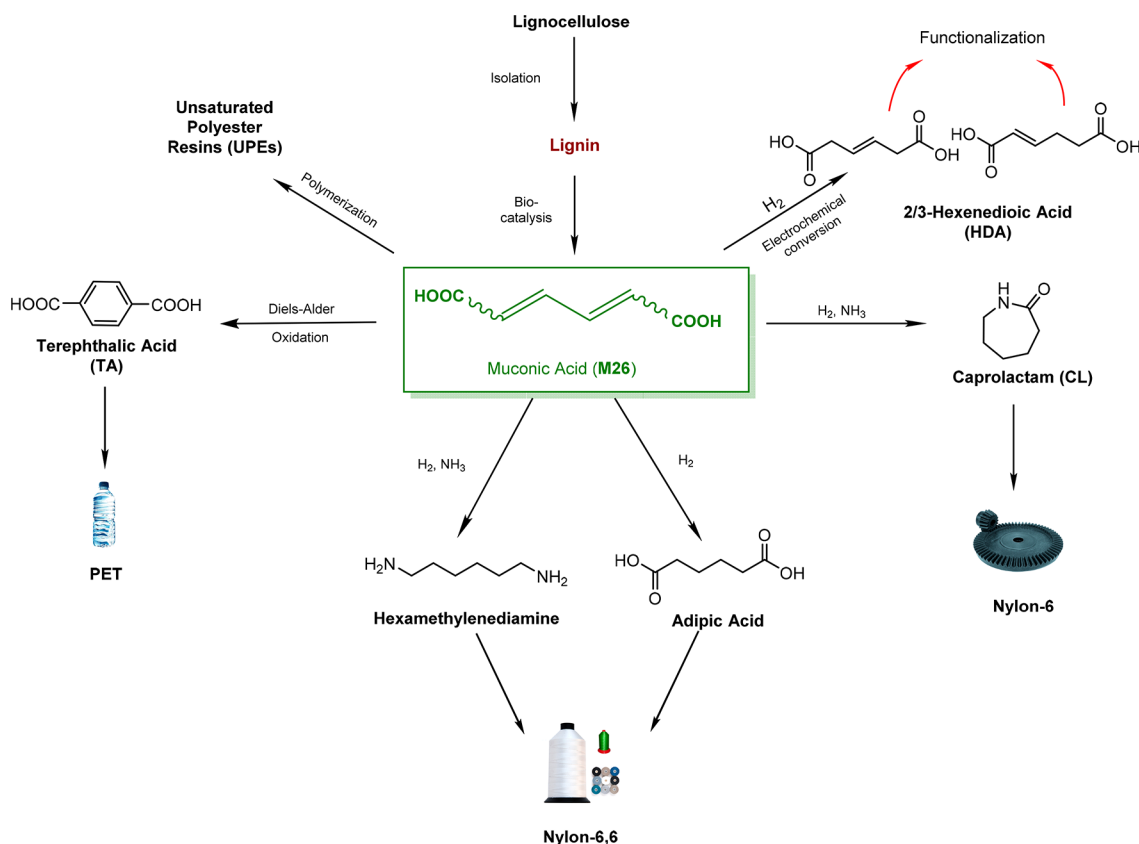 Lignocellulose
Isolation
Lignin
Bio-
catalysis
Functionalization
HO
O
O
OH
HO
O
O
OH
2/3-Hexenedioic Acid
(HDA)
H₂
Electrochemical
conversion
Unsaturated
Polyester
Resins (UPEs)
Polymerization
HOOC
COOH
Muconic Acid (M26)
HOOC
COOH
Terephthalic Acid
(TA)
Diels-Alder
Oxidation
PET
H₂, NH₃
H
N
O
Caprolactam (CL)
Nylon-6
H₂, NH₃
H₂
H₂N
NH₂
Hexamethylenediamine
HO
O
O
OH
Adipic Acid
Nylon-6,6